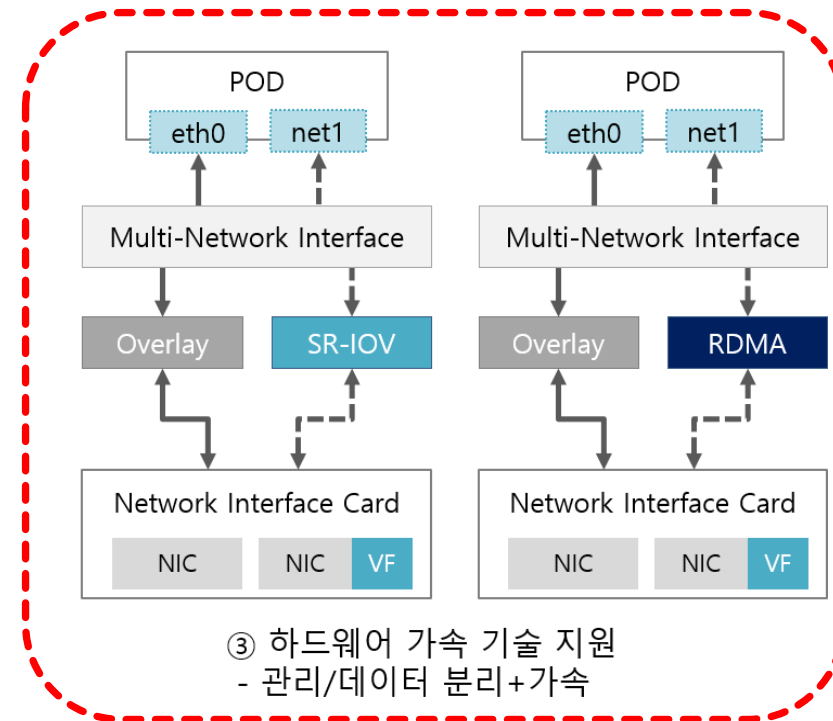 POD
eth0
net1
Multi-Network Interface
Overlay
SR-IOV
Network Interface Card
NIC
NIC
VF
POD
eth0
net1
Multi-Network Interface
Overlay
RDMA
Network Interface Card
NIC
NIC
VF
③ 하드웨어 가속 기술 지원
- 관리/데이터 분리+가속